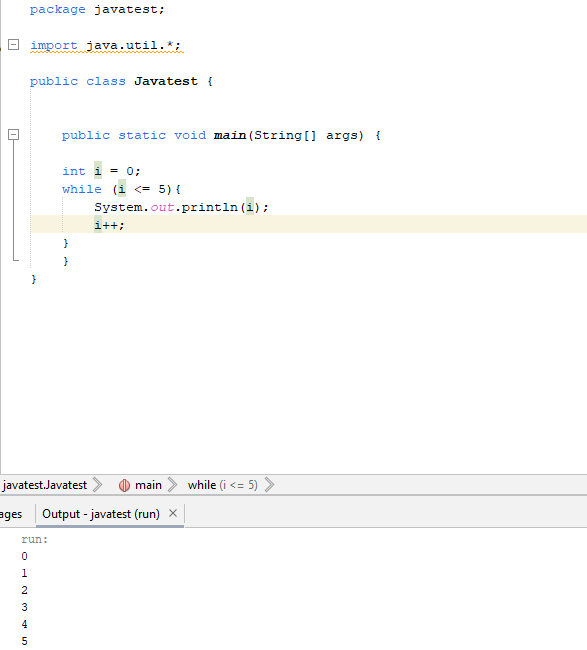 package javatest;
import java.util.*;
public class Javatest {
public static void main(String[] args) {
int i = 0;
while (i <= 5){
System.out.println(i);
i++;
}
}
}
javatest.Javatest main while (i <= 5)
ages Output - javatest (run) ×
run:
0
1
2
3
4
5